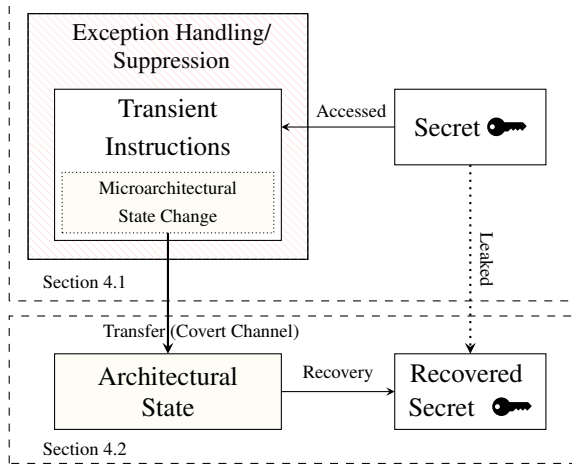 Exception Handling/
Suppression
Transient
Instructions
Microarchitectural
State Change
Accessed
Secret
Leaked
Section 4.1
Transfer (Covert Channel)
Architectural
State
Recovery
Recovered
Secret
Section 4.2